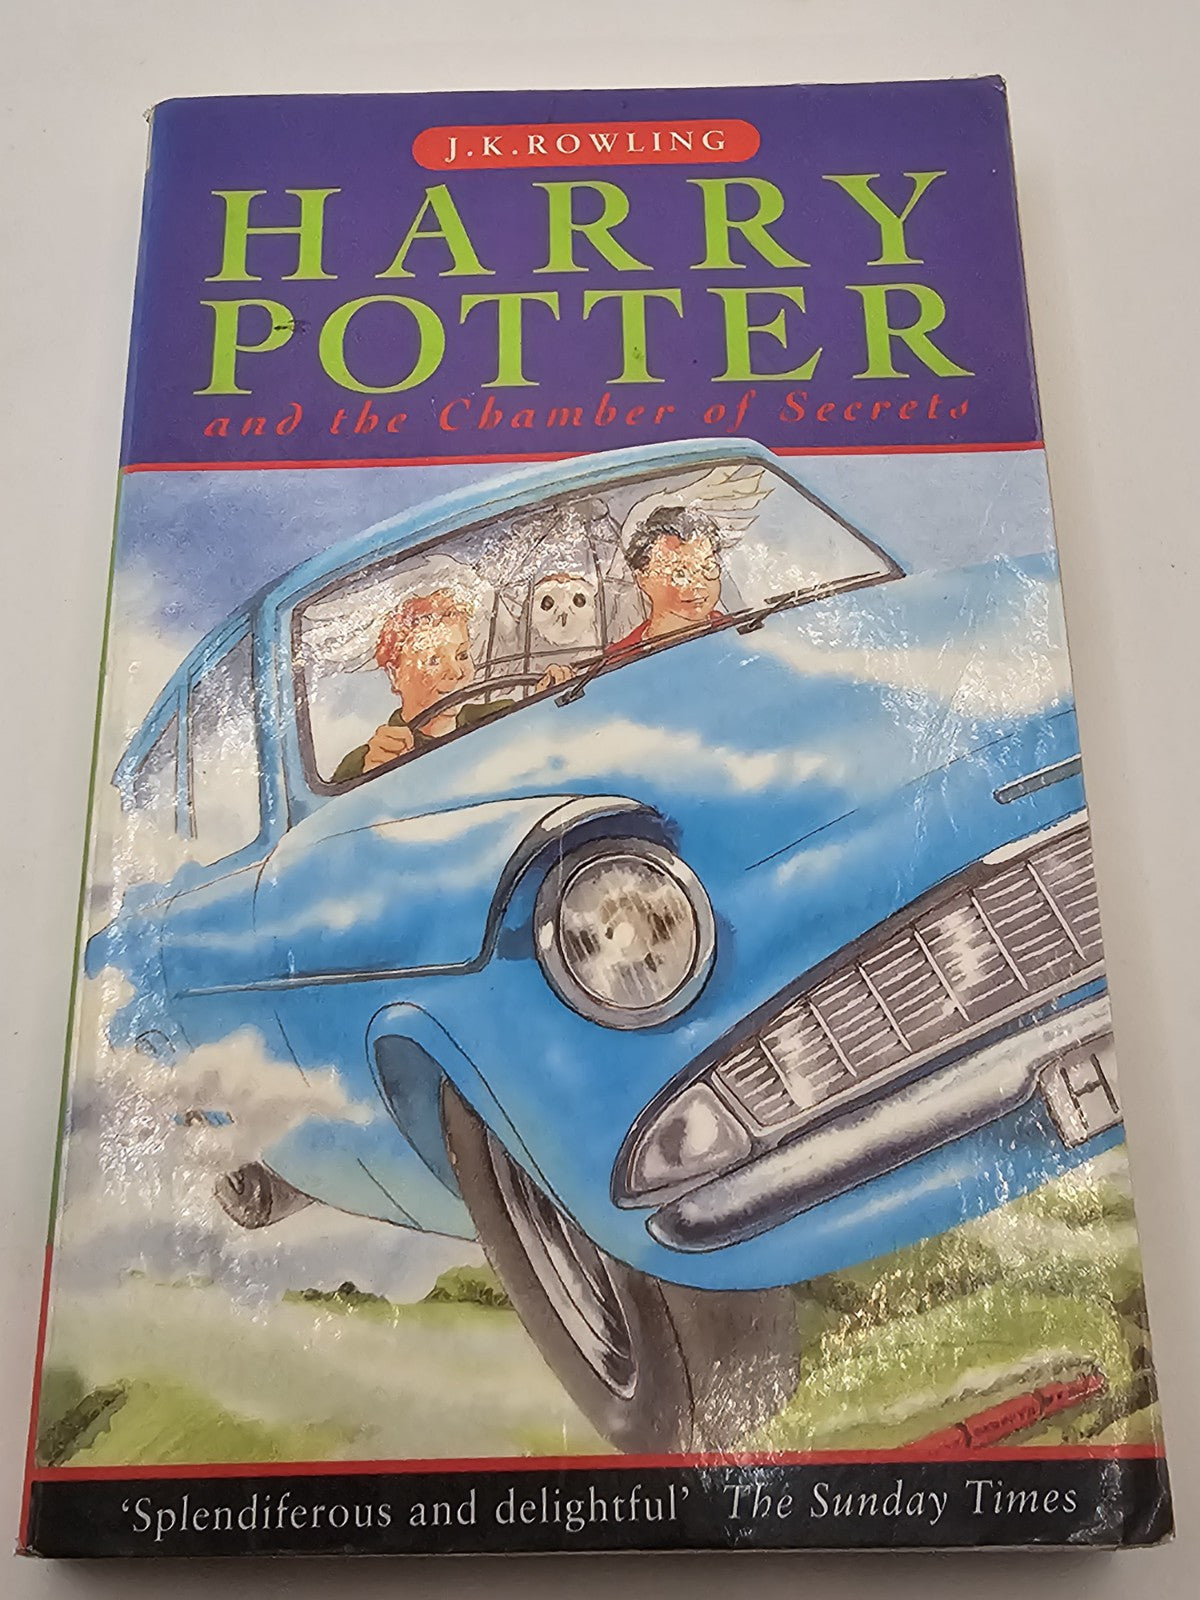 J.K.ROWLING
HARRY
POTTER
and the Chamber of Secrets
H
‘Splendiferous and delightful’ The Sunday Times